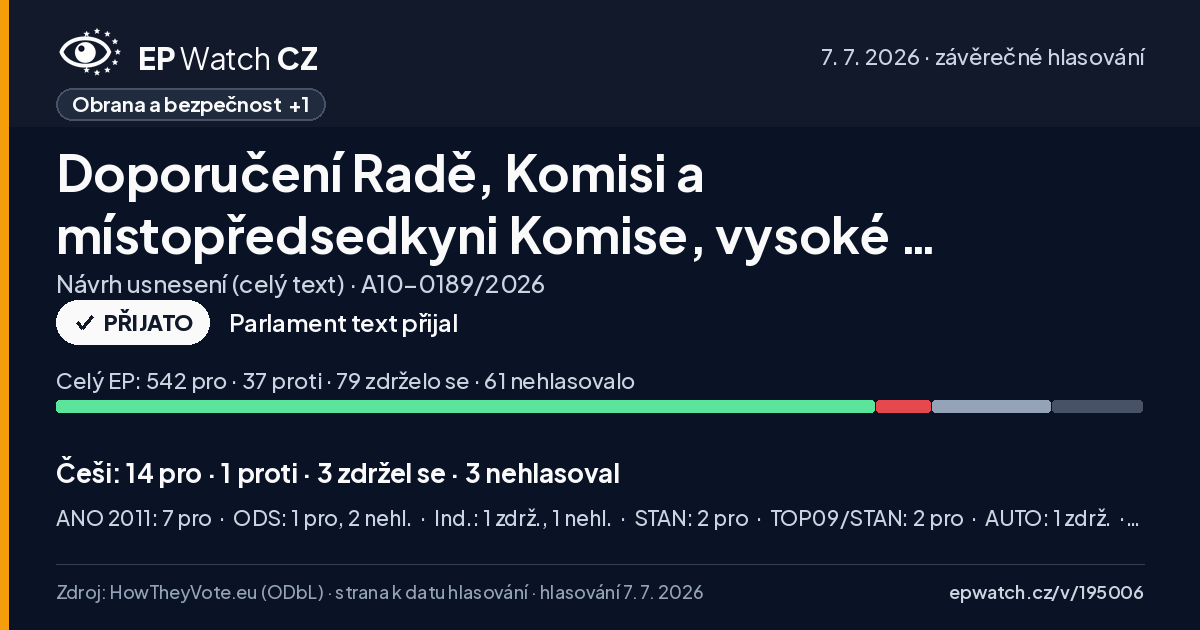 EP Watch CZ
7. 7. 2026 · závěrečné hlasování
Obrana a bezpečnost +1
Doporučení Radě, Komisi a
místopředsedkyni Komise, vysoké …
Návrh usnesení (celý text) · A10–0189/2026
✓ PŘIJATO Parlament text přijal
Celý EP: 542 pro · 37 proti · 79 zdrželo se · 61 nehlasovalo
Češi: 14 pro · 1 proti · 3 zdržel se · 3 nehlasoval
ANO 2011: 7 pro · ODS: 1 pro, 2 nehl. · Ind.: 1 zdrž., 1 nehl. · STAN: 2 pro · TOP09/STAN: 2 pro · AUTO: 1 zdrž. ·…
Zdroj: HowTheyVote.eu (ODbL) · strana k datu hlasování · hlasování 7. 7. 2026
epwatch.cz/v/195006